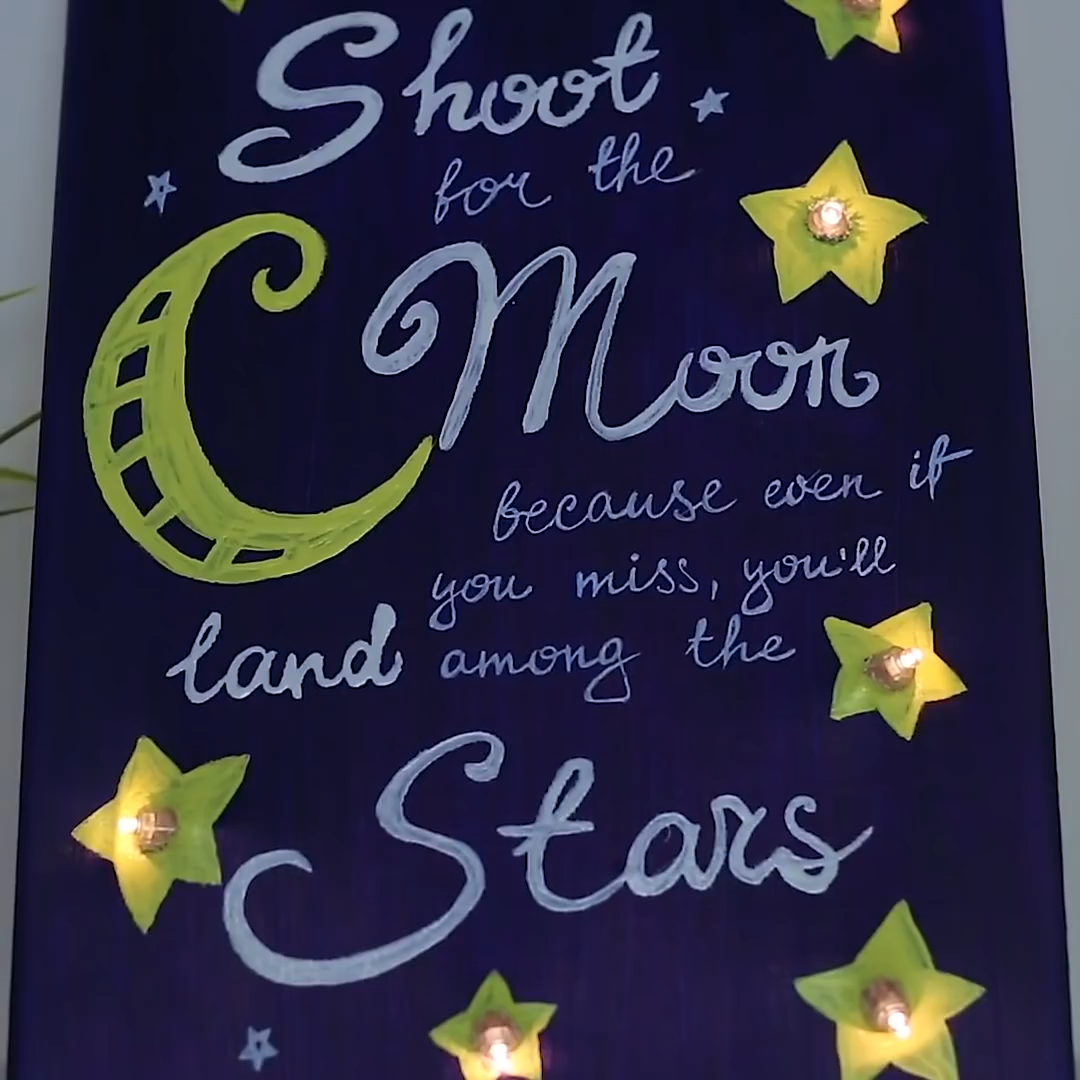 Shoot
for the
Moon
because even if
you miss, you'll
land among the
Stars